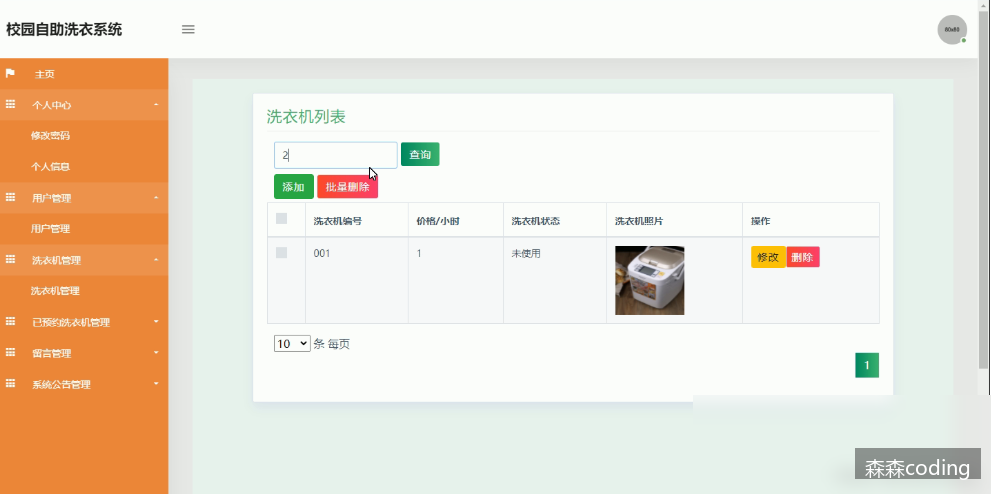 校园自助洗衣系统
60x60
主页
个人中心
修改密码
个人信息
用户管理
用户管理
洗衣机管理
洗衣机管理
已预约洗衣机管理
留言管理
系统公告管理
洗衣机列表
2 查询
添加 批量删除
洗衣机编号 价格/小时 洗衣机状态 洗衣机照片 操作
001 1 未使用 修改 删除
10 条 每页
1
森森coding